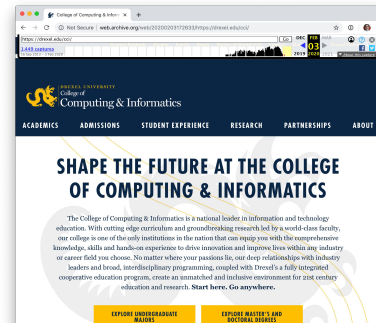 College of Computing & Inform
Not Secure | web.archive.org/web/20200203172633/https://drexel.edu/cci/
https://drexel.edu/cci/
Go
DEC FEB MAR
1,449 captures
03
2019 2020 2021
About this capture
DREXEL UNIVERSITY
College of
Computing & Informatics
ACADEMICS ADMISSIONS STUDENT EXPERIENCE RESEARCH PARTNERSHIPS ABOUT
SHAPE THE FUTURE AT THE COLLEGE
OF COMPUTING & INFORMATICS
The College of Computing & Informatics is a national leader in information and technology
education. With cutting edge curriculum and groundbreaking research led by a world-class faculty,
our college is one of the only institutions in the nation that can equip you with the comprehensive
knowledge, skills and hands-on experience to drive innovation and improve lives within any industry
or career field you choose. No matter where your passions lie, our deep relationships with industry
leaders and broad, interdisciplinary programming, coupled with Drexel's a fully integrated
cooperative education program, create an unmatched and inclusive environment for 21st century
education and research. Start here. Go anywhere.
EXPLORE UNDERGRADUATE
MAJORS
EXPLORE MASTER'S AND
DOCTORAL DEGREES